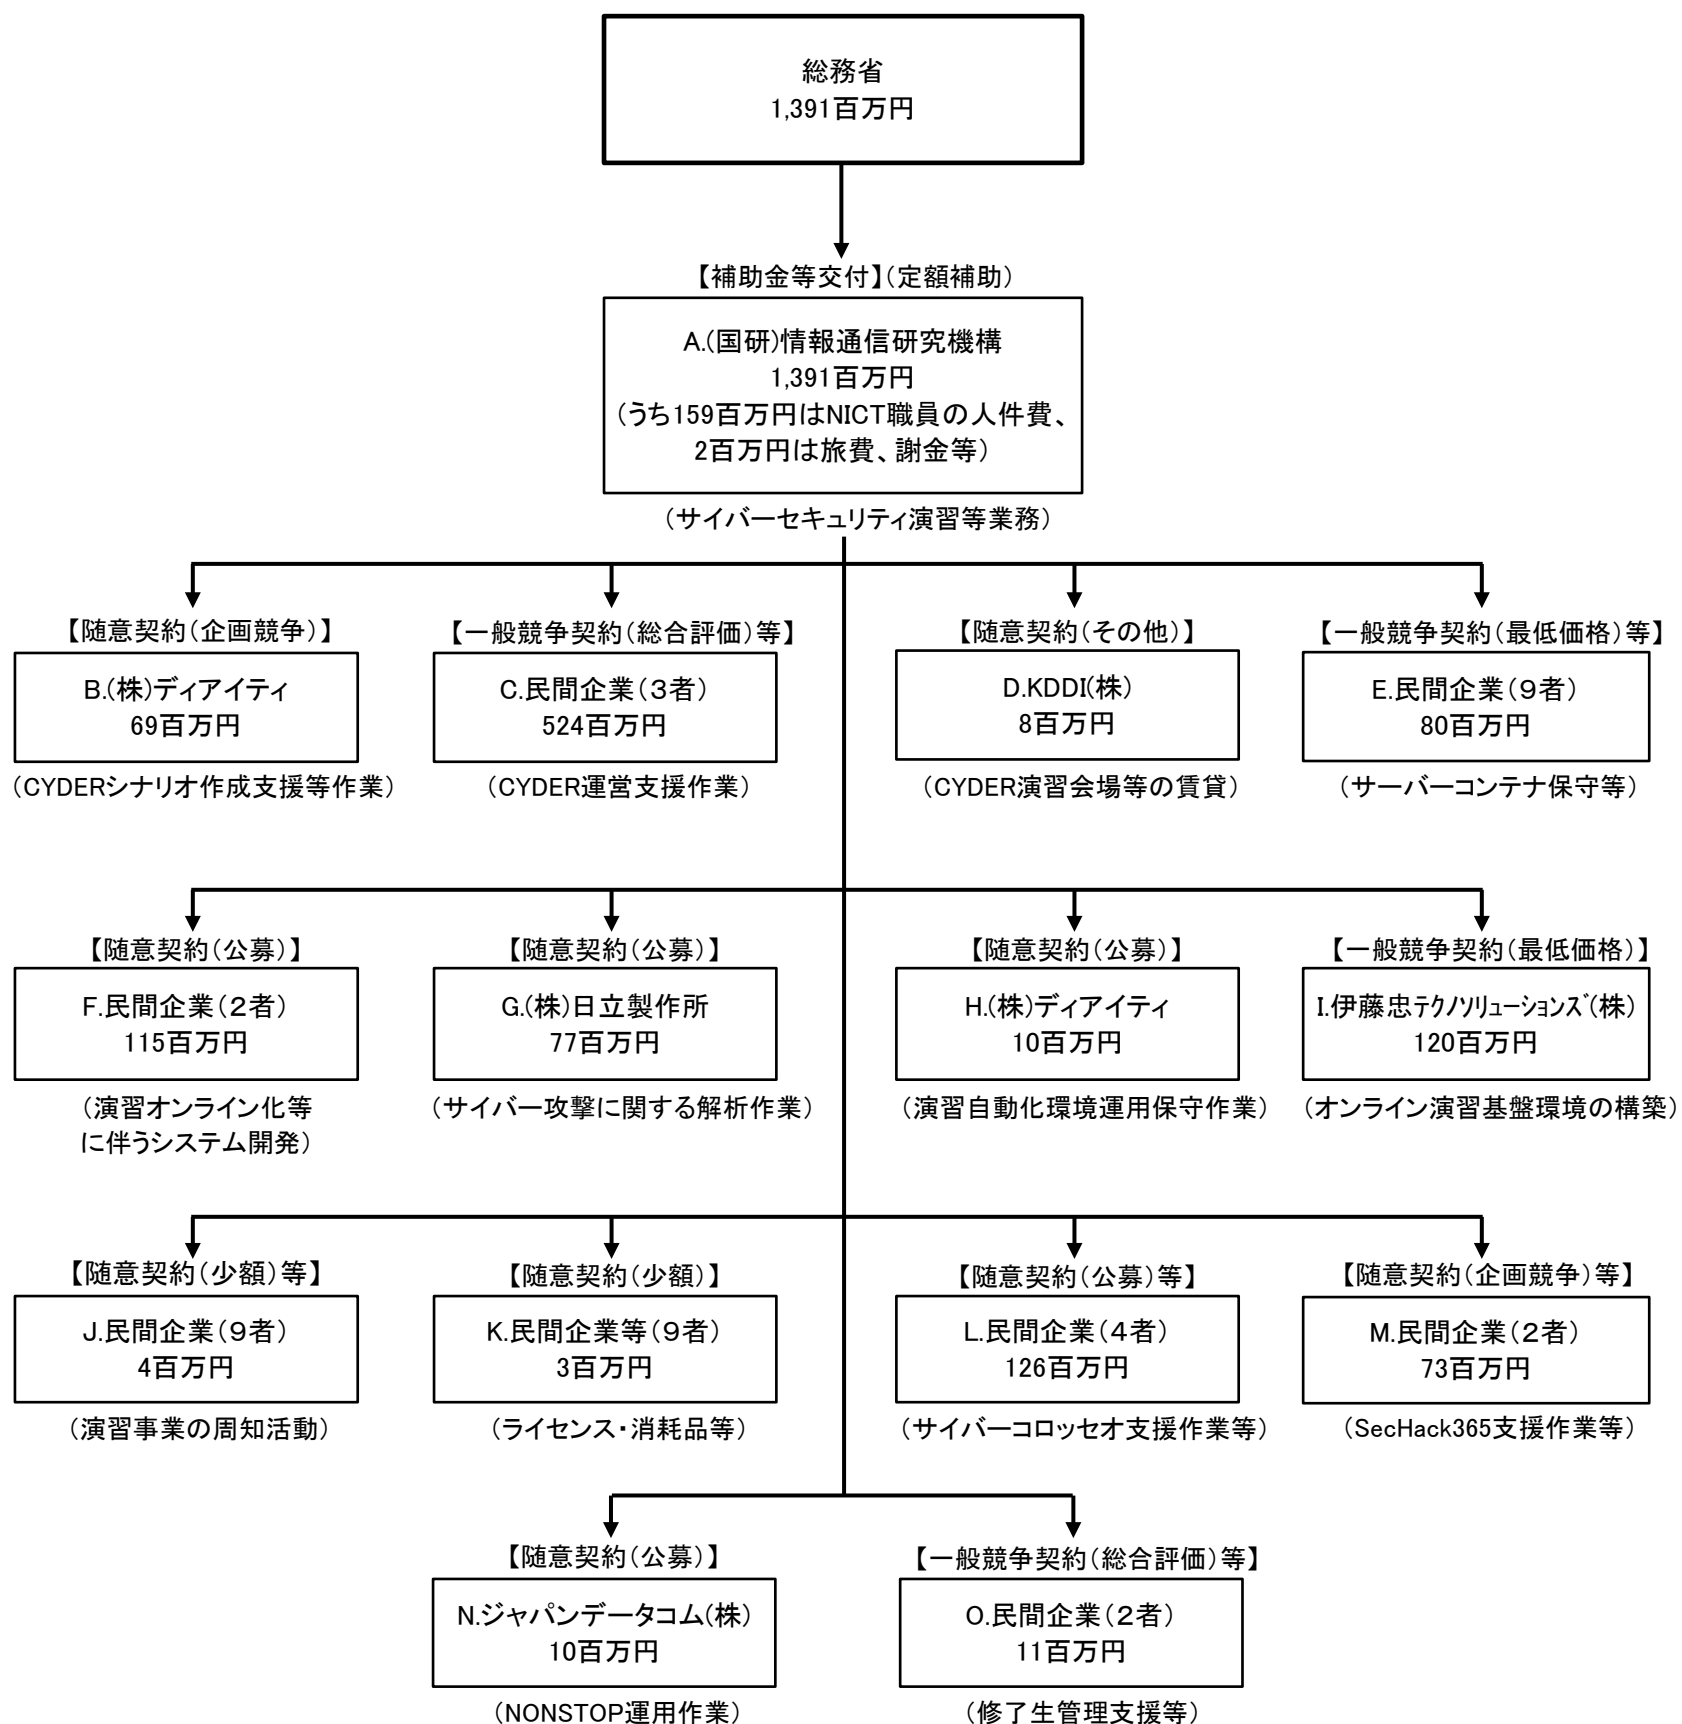 総務省
1,391百万円
【補助金等交付】（定額補助）
A.(国研)情報通信研究機構
1,391百万円
（うち159百万円はNICT職員の人件費、
2百万円は旅費、謝金等）
（サイバーセキュリティ演習等業務）
【随意契約（企画競争）】
B.(株)ディアイティ
69百万円
（CYDERシナリオ作成支援等作業）
【一般競争契約（総合評価）等】
C.民間企業（３者）
524百万円
（CYDER運営支援作業）
【随意契約（その他）】
D.KDDI(株)
8百万円
（CYDER演習会場等の賃貸）
【一般競争契約（最低価格）等】
E.民間企業（９者）
80百万円
（サーバーコンテナ保守等）
【随意契約（公募）】
F.民間企業（２者）
115百万円
（演習オンライン化等
に伴うシステム開発）
【随意契約（公募）】
G.(株)日立製作所
77百万円
（サイバー攻撃に関する解析作業）
【随意契約（公募）】
H.(株)ディアイティ
10百万円
（演習自動化環境運用保守作業）
【一般競争契約（最低価格）】
I.伊藤忠ﾃｸﾉｿﾘｭｰｼｮﾝｽﾞ(株)
120百万円
（オンライン演習基盤環境の構築）
【随意契約（少額）等】
J.民間企業（９者）
4百万円
（演習事業の周知活動）
【随意契約（少額）】
K.民間企業等（９者）
3百万円
（ライセンス・消耗品等）
【随意契約（公募）等】
L.民間企業（４者）
126百万円
（サイバーコロッセオ支援作業等）
【随意契約（企画競争）等】
M.民間企業（２者）
73百万円
（SecHack365支援作業等）
【随意契約（公募）】
N.ジャパンデータコム(株)
10百万円
（NONSTOP運用作業）
【一般競争契約（総合評価）等】
O.民間企業（２者）
11百万円
（修了生管理支援等）